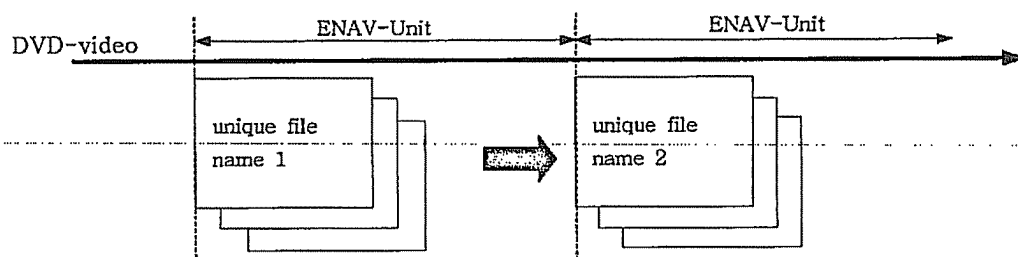 ENAV-Unit
ENAV-Unit
DVD-video
unique file
name 1
unique file
name 2